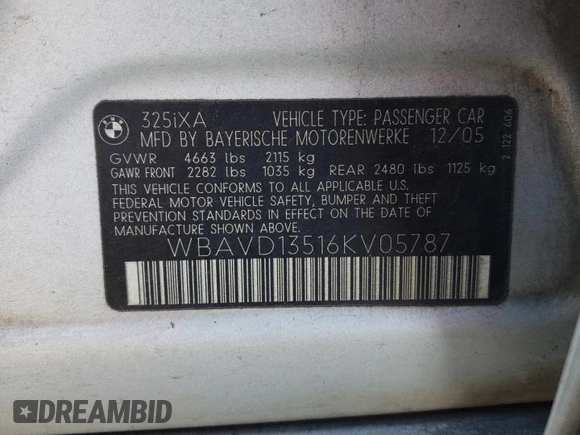 BMW
325iXA VEHICLE TYPE: PASSENGER CAR
MFD BY BAYERISCHE MOTORENWERKE 12/05
GVWR 4663 lbs 2115 kg
GAWR FRONT 2282 lbs 1035 kg REAR 2480 lbs 1125 kg
THIS VEHICLE CONFORMS TO ALL APPLICABLE U.S.
FEDERAL MOTOR VEHICLE SAFETY, BUMPER AND THEFT
PREVENTION STANDARDS IN EFFECT ON THE DATE OF
MANUFACTURE SHOWN ABOVE.
WBAVD13516KV05787
2 122 606
DREAMBID